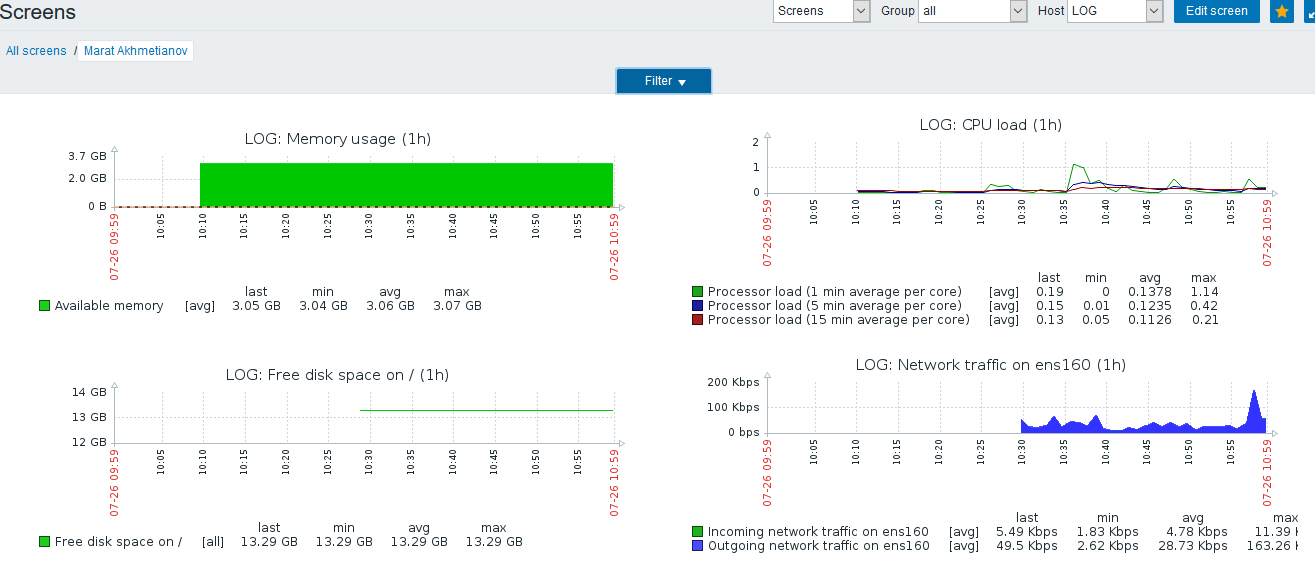 Screens
Screens Group all Host LOG Edit screen
All screens / Marat Akhmetianov
Filter
LOG: Memory usage (1h)
3.7 GB
2.0 GB
0 B
07-26 09:59 10:05 10:10 10:15 10:20 10:25 10:30 10:35 10:40 10:45 10:50 10:55 07-26 10:59
last min avg max
Available memory [avg] 3.05 GB 3.04 GB 3.06 GB 3.07 GB
LOG: CPU load (1h)
2
1
0
07-26 09:59 10:05 10:10 10:15 10:20 10:25 10:30 10:35 10:40 10:45 10:50 10:55 07-26 10:59
last min avg max
Processor load (1 min average per core) [avg] 0.19 0 0.1378 1.14
Processor load (5 min average per core) [avg] 0.15 0.01 0.1235 0.42
Processor load (15 min average per core) [avg] 0.13 0.05 0.1126 0.21
LOG: Free disk space on / (1h)
14 GB
13 GB
12 GB
07-26 09:59 10:05 10:10 10:15 10:20 10:25 10:30 10:35 10:40 10:45 10:50 10:55 07-26 10:59
last min avg max
Free disk space on / [all] 13.29 GB 13.29 GB 13.29 GB 13.29 GB
LOG: Network traffic on ens160 (1h)
200 Kbps
100 Kbps
0 bps
07-26 09:59 10:05 10:10 10:15 10:20 10:25 10:30 10:35 10:40 10:45 10:50 10:55 07-26 10:59
last min avg max
Incoming network traffic on ens160 [avg] 5.49 Kbps 1.83 Kbps 4.78 Kbps 11.39
Outgoing network traffic on ens160 [avg] 49.5 Kbps 2.62 Kbps 28.73 Kbps 163.26